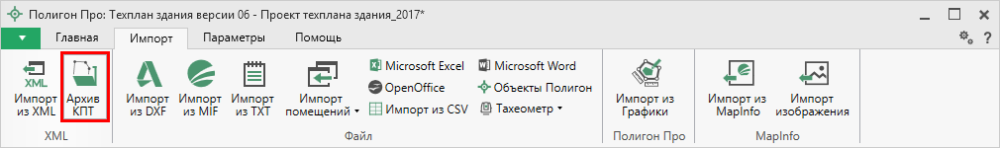 Полигон Про: Техплан здания версии 06 - Проект техплана здания_2017*
Главная Импорт Параметры Помощь
?
XML
Импорт
из XML
Архив
КПТ
Импорт
из DXF
Импорт
из MIF
Импорт
из TXT
Импорт
помещений
Microsoft Excel
OpenOffice
Импорт из CSV
Microsoft Word
Объекты Полигон
Тахеометр
Импорт из
Графики
Импорт из
MapInfo
Импорт из
изображения
XML
Файл
Полигон Про
MapInfo